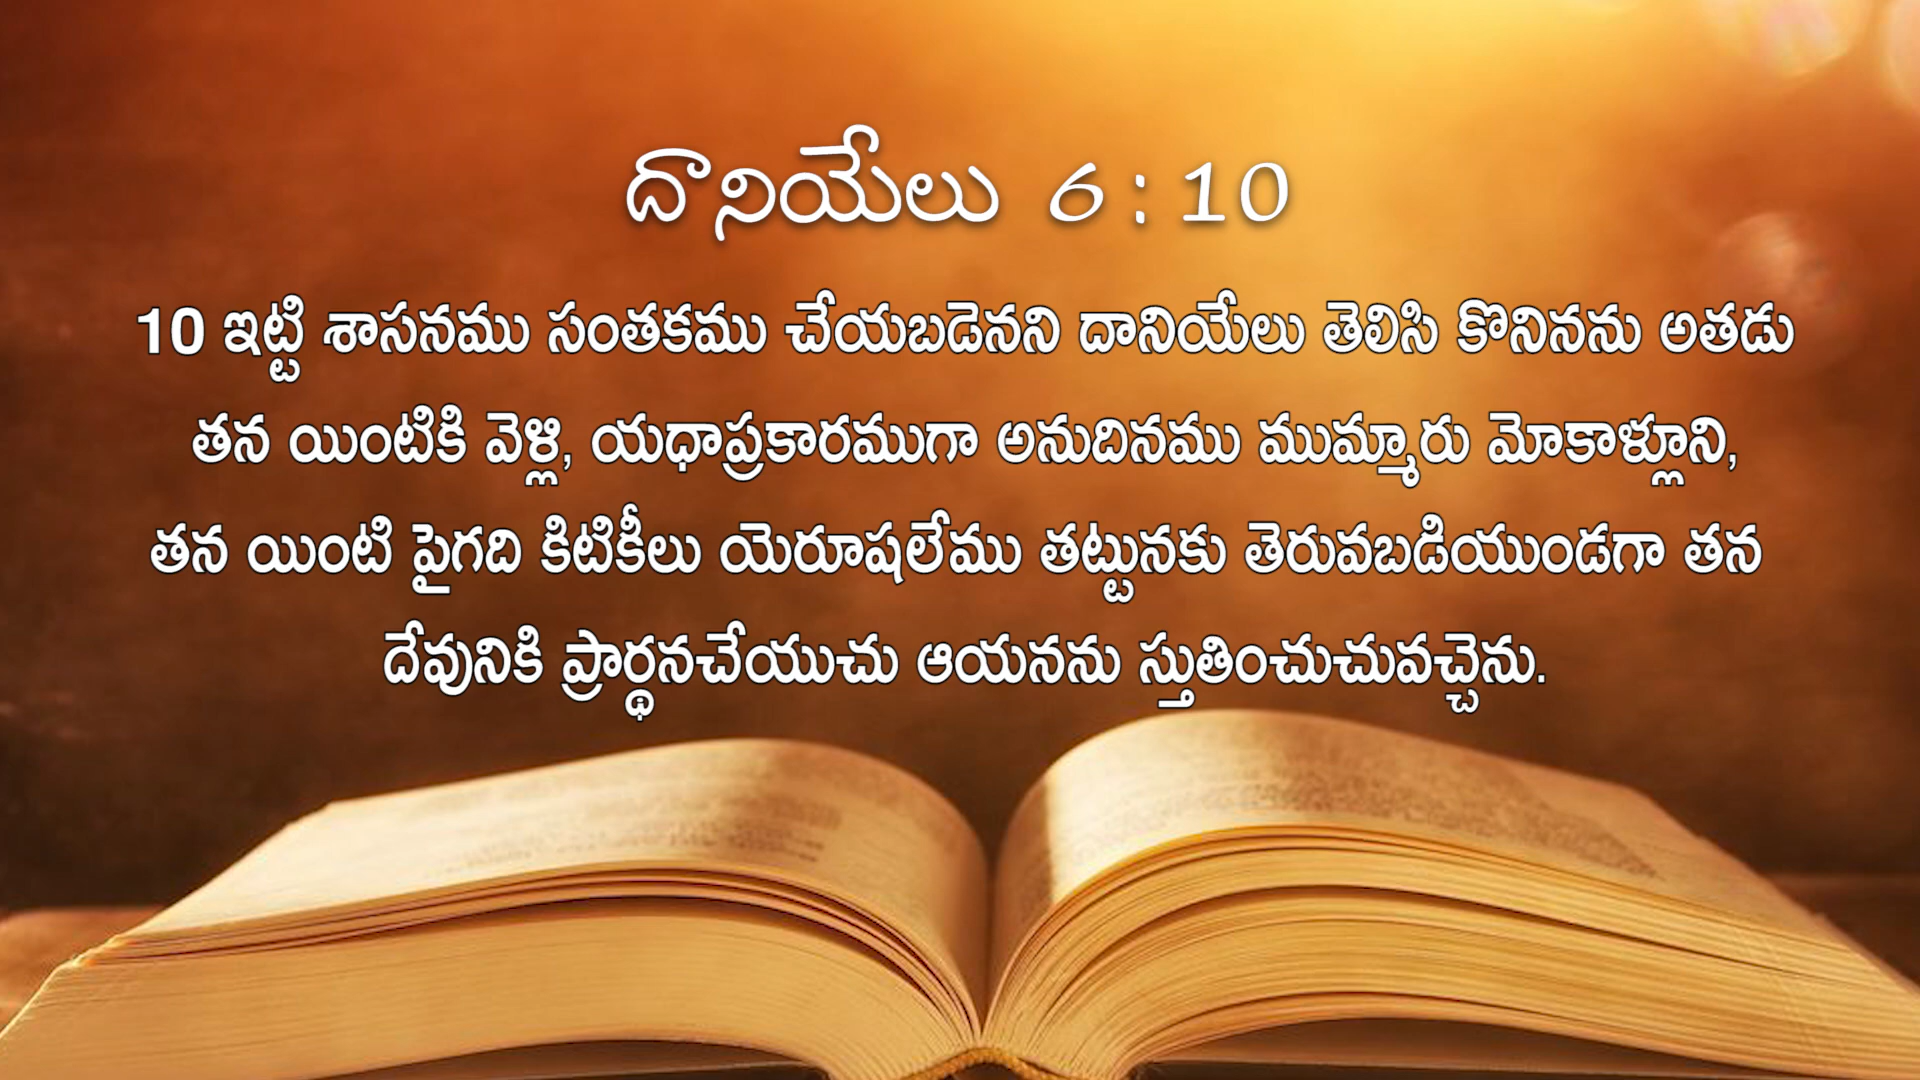 దానియేలు 6 : 10
10 ఇట్టి శాసనము సంతకము చేయబడెనని దానియేలు తెలిసి కొనినను అతడు
తన యింటికి వెళ్లి, యథాప్రకారముగా అనుదినము ముమ్మారు మోకాళ్లూని,
తన యింటి పైగది కిటికీలు యెరూషలేము తట్టునకు తెరువబడియుండగా తన
దేవునికి ప్రార్థనచేయుచు ఆయనను స్తుతించుచువచ్చెను.